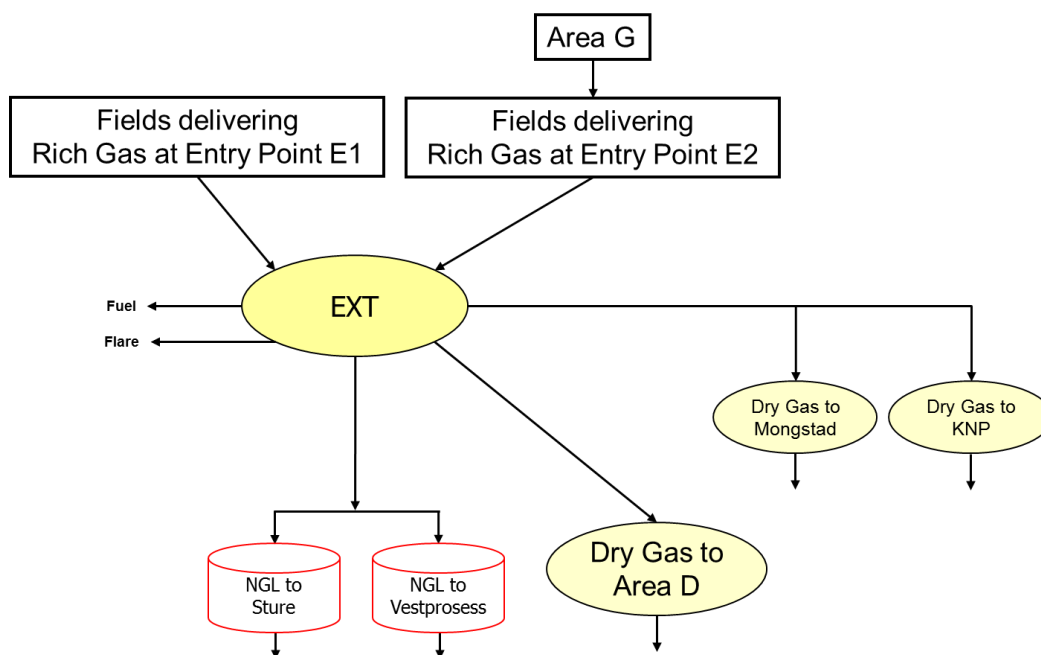 Area G
Fields delivering
Rich Gas at Entry Point E1
Fields delivering
Rich Gas at Entry Point E2
EXT
Fuel
Flare
Dry Gas to
Mongstad
Dry Gas to
KNP
NGL to
Sture
NGL to
Vestprosess
Dry Gas to
Area D